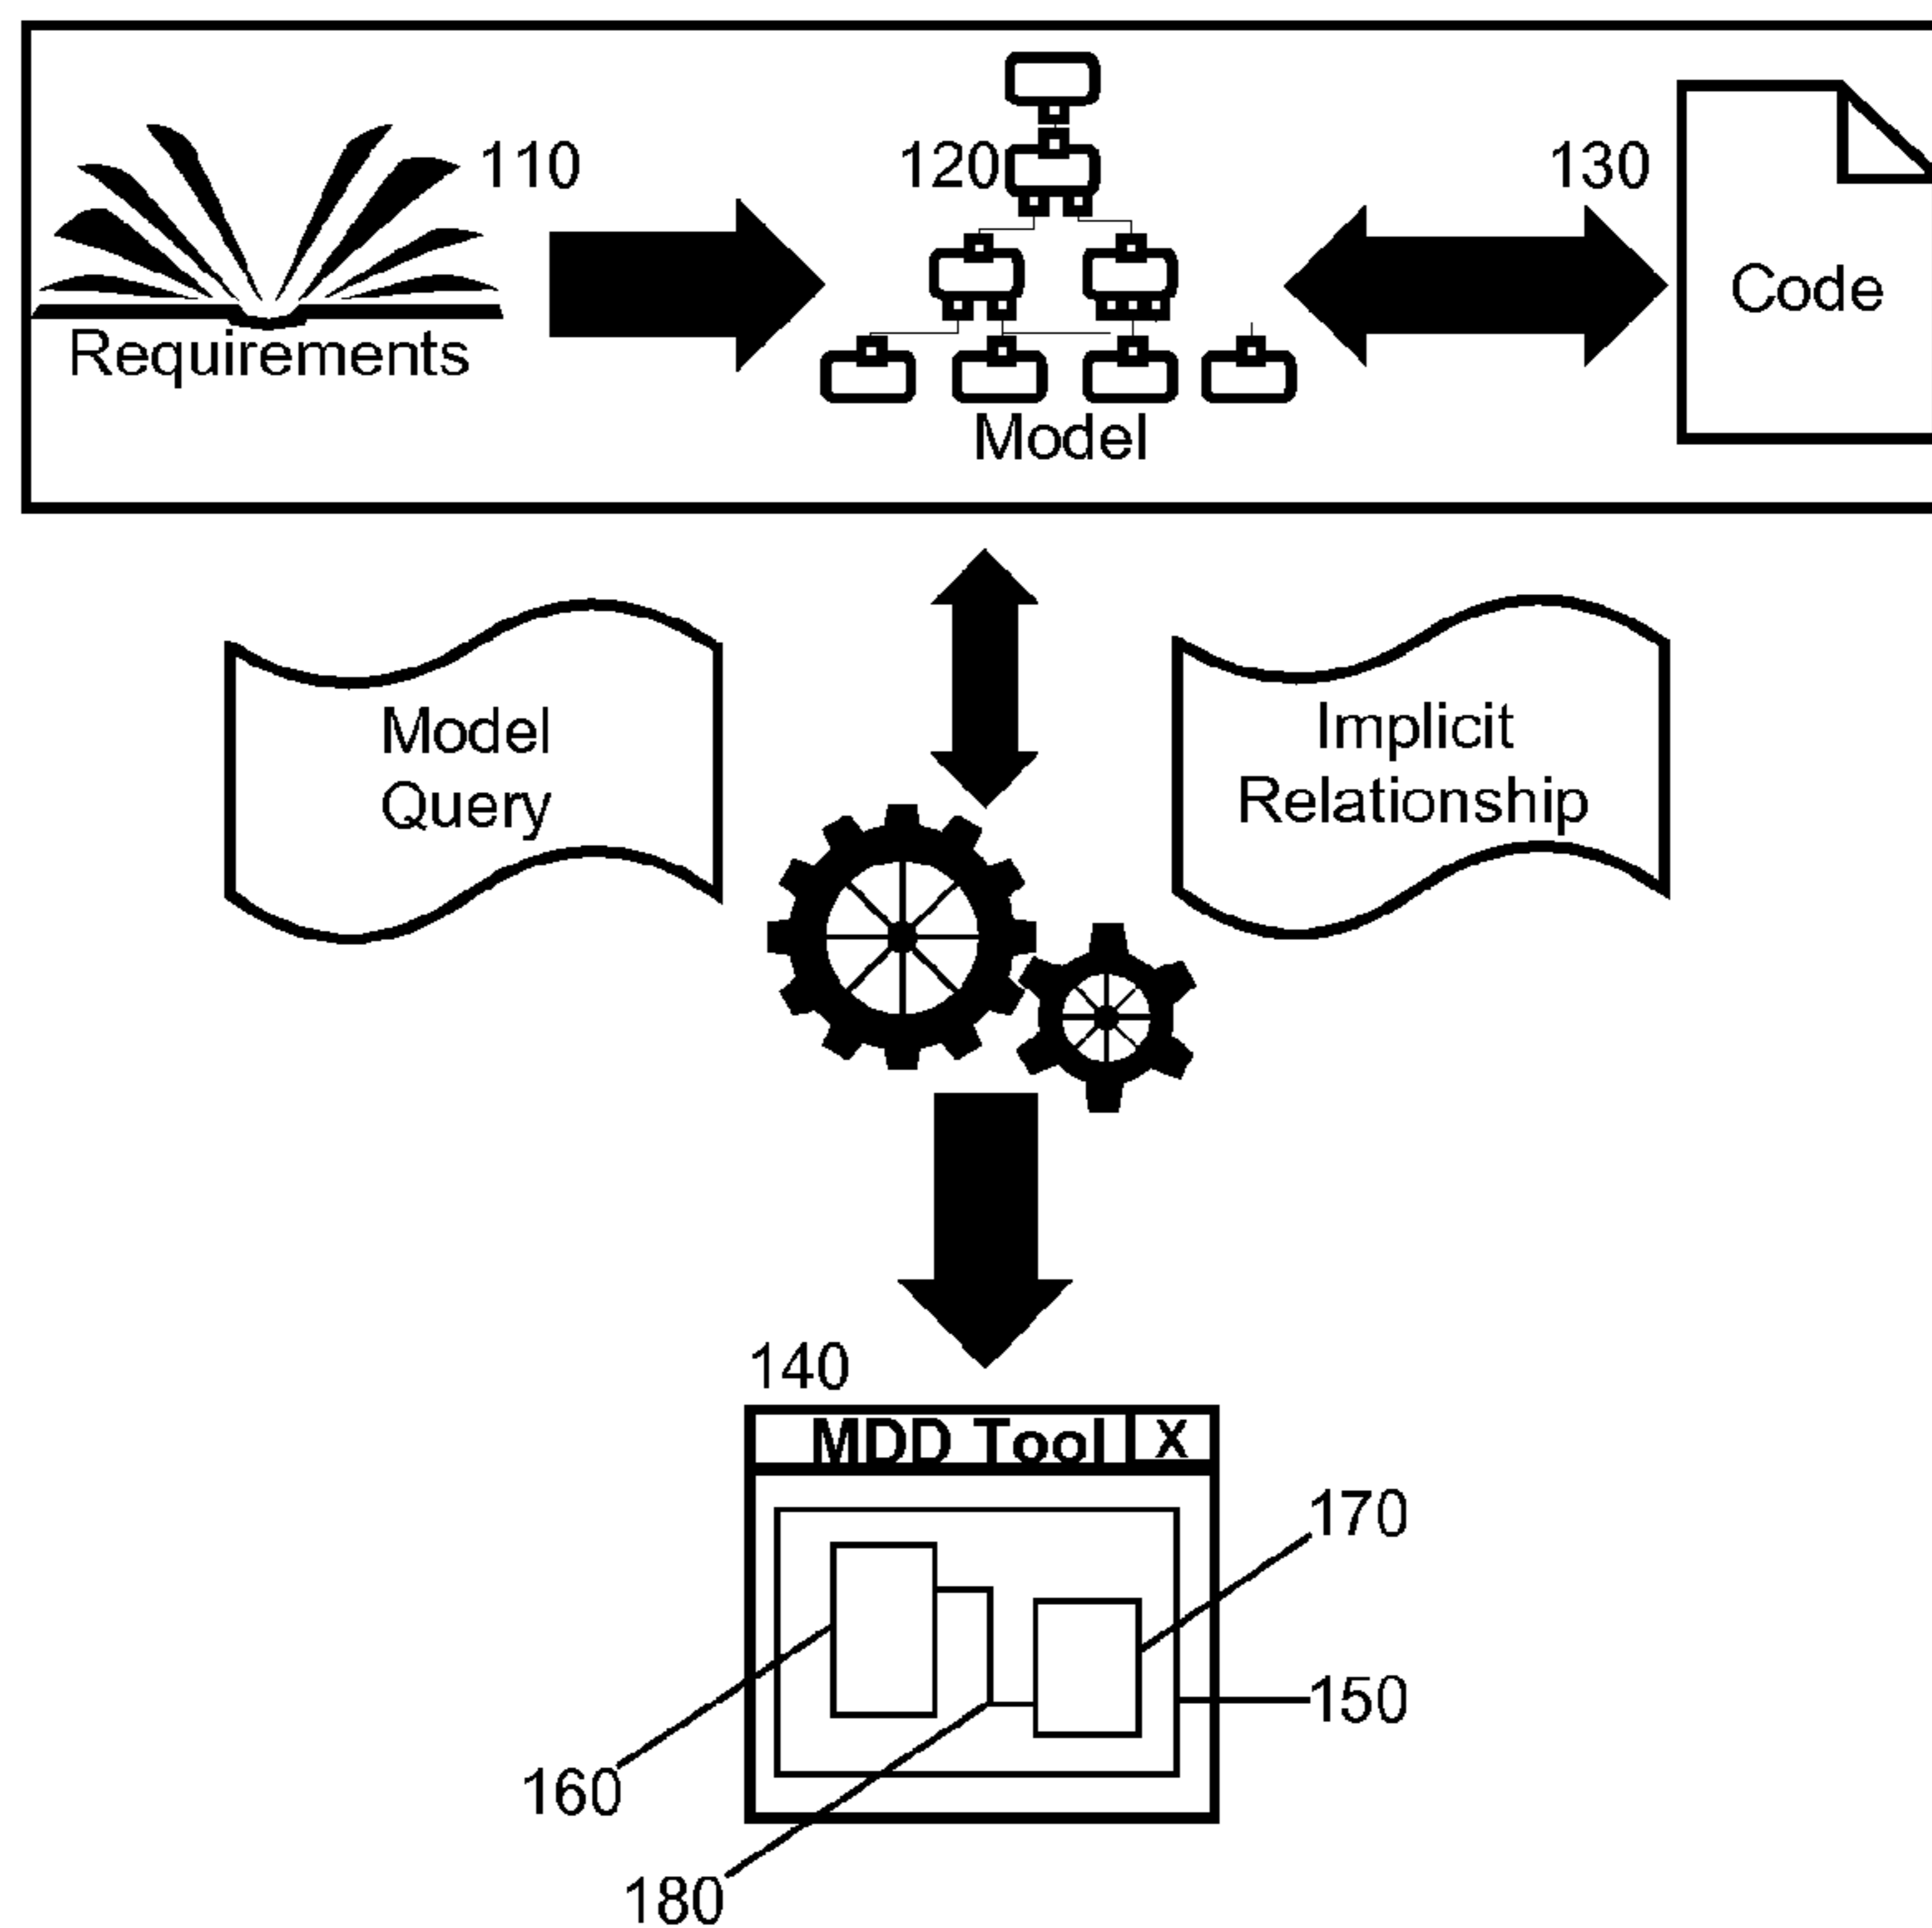 110
120
130
Requirements
Code
Model
Model
Query
Implicit
Relationship
140
MDD Tool X
170
150
160
180